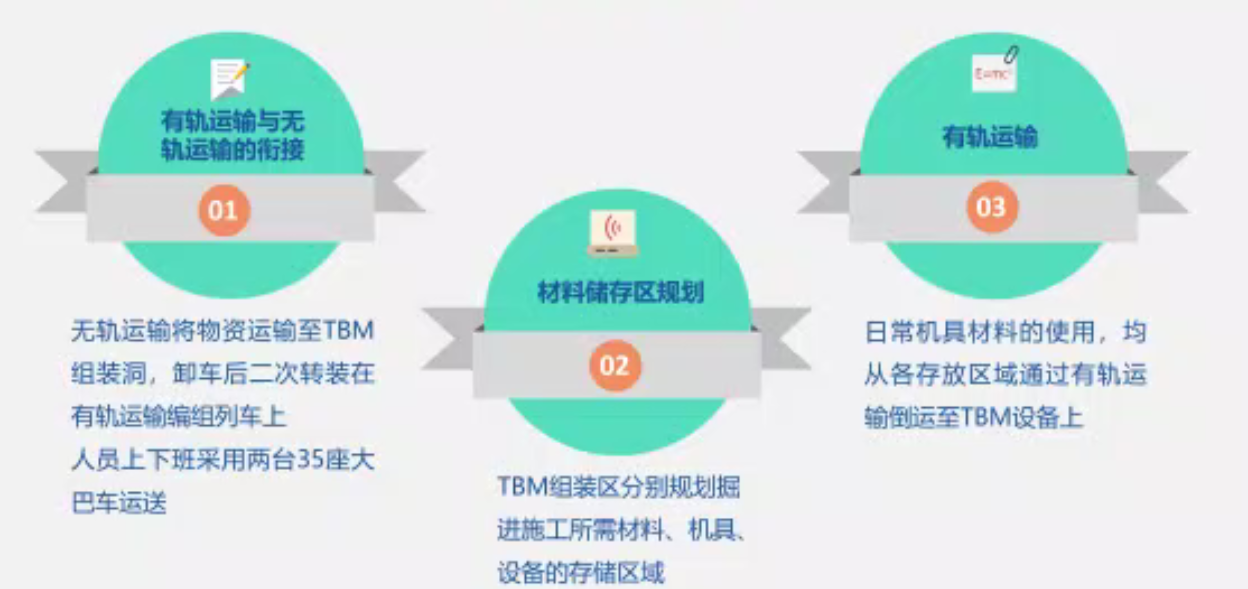 有轨运输与无
轨运输的衔接
01
无轨运输将物资运输至TBM
组装洞，卸车后二次转装在
有轨运输编组列车上
人员上下班采用两台35座大
巴车运送
材料储存区规划
02
TBM组装区分别规划掘
进施工所需材料、机具、
设备的存储区域
E=mc²
有轨运输
03
日常机具材料的使用，均
从各存放区域通过有轨运
输倒运至TBM设备上